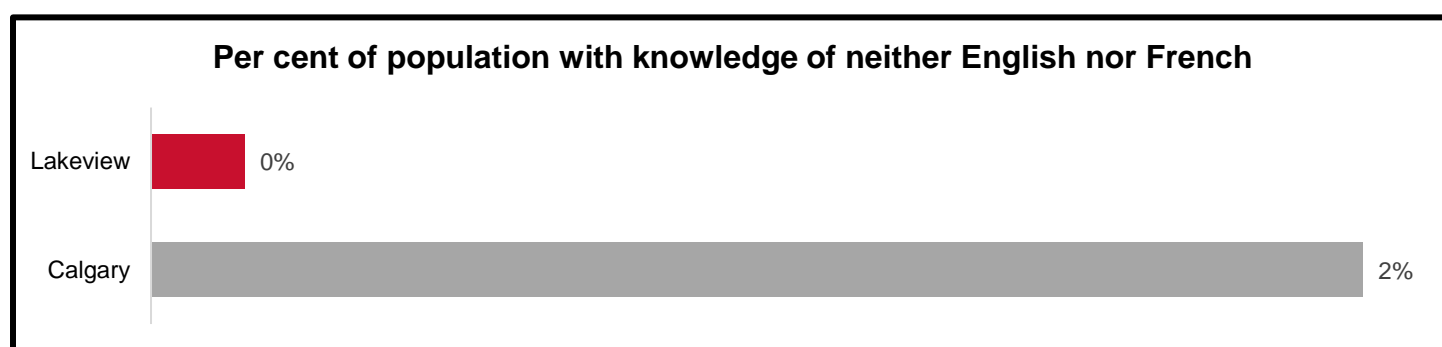 Per cent of population with knowledge of neither English nor French
Lakeview 0%
Calgary 2%